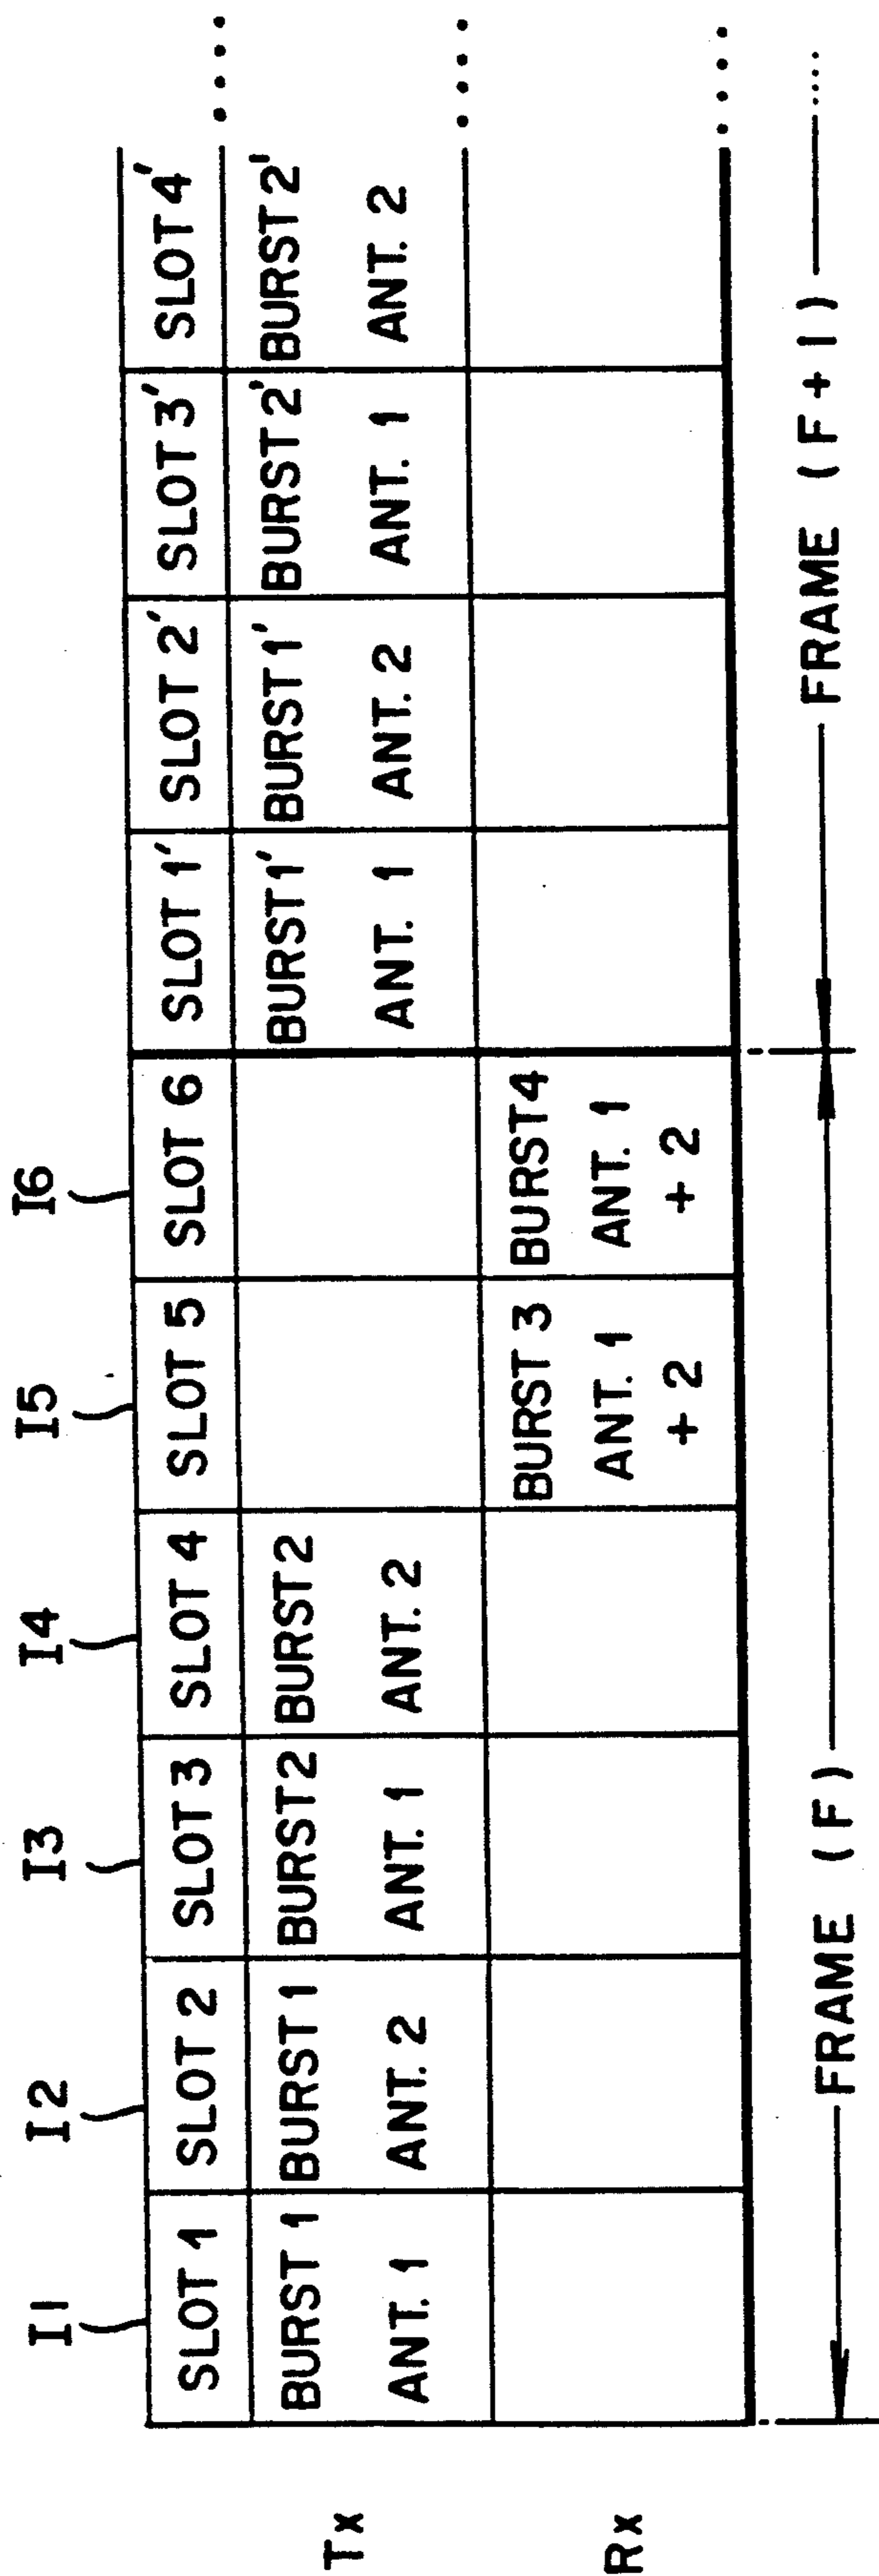 I1 I2 I3 I4 I5 I6
SLOT 1 SLOT 2 SLOT 3 SLOT 4 SLOT 5 SLOT 6 SLOT 1' SLOT 2' SLOT 3' SLOT 4' ....
Tx BURST 1 BURST 1 BURST 2 BURST 2 BURST 1' BURST 1' BURST 2' BURST 2' ....
ANT. 1 ANT. 2 ANT. 1 ANT. 2 ANT. 1 ANT. 2 ANT. 1 ANT. 2
Rx BURST 3 BURST 4 ....
ANT. 1 ANT. 1
+ 2 + 2
FRAME (F) FRAME (F+1) ....